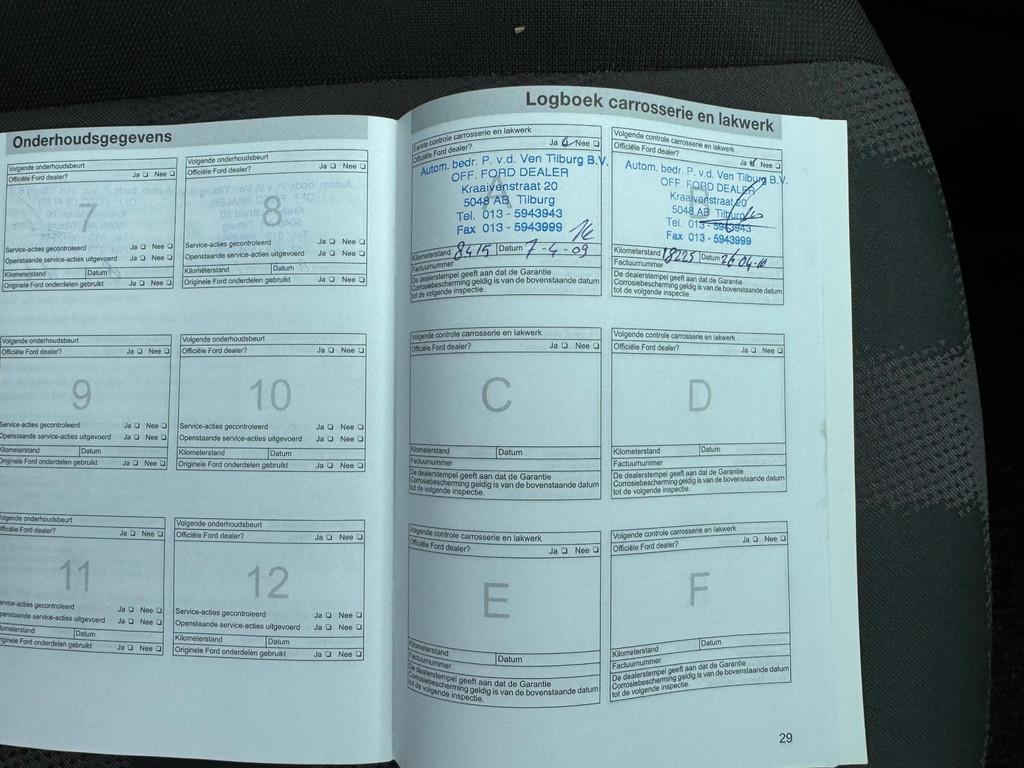 Onderhoudsgegevens
Volgende onderhoudsbeurt
Officiële Ford dealer? Ja Nee
7
Service-acties gecontroleerd Ja Nee
Openstaande service-acties uitgevoerd Ja Nee
Kilometerstand Datum
Originele Ford onderdelen gebruikt Ja Nee
Volgende onderhoudsbeurt
Officiële Ford dealer? Ja Nee
8
Service-acties gecontroleerd Ja Nee
Openstaande service-acties uitgevoerd Ja Nee
Kilometerstand Datum
Originele Ford onderdelen gebruikt Ja Nee
Volgende onderhoudsbeurt
Officiële Ford dealer? Ja Nee
9
Service-acties gecontroleerd Ja Nee
Openstaande service-acties uitgevoerd Ja Nee
Kilometerstand Datum
Originele Ford onderdelen gebruikt Ja Nee
Volgende onderhoudsbeurt
Officiële Ford dealer? Ja Nee
10
Service-acties gecontroleerd Ja Nee
Openstaande service-acties uitgevoerd Ja Nee
Kilometerstand Datum
Originele Ford onderdelen gebruikt Ja Nee
Volgende onderhoudsbeurt
Officiële Ford dealer? Ja Nee
11
Service-acties gecontroleerd Ja Nee
Openstaande service-acties uitgevoerd Ja Nee
Kilometerstand Datum
Originele Ford onderdelen gebruikt Ja Nee
Volgende onderhoudsbeurt
Officiële Ford dealer? Ja Nee
12
Service-acties gecontroleerd Ja Nee
Openstaande service-acties uitgevoerd Ja Nee
Kilometerstand Datum
Originele Ford onderdelen gebruikt Ja Nee
Logboek carrosserie en lakwerk
Eerste controle carrosserie en lakwerk
Officiële Ford dealer? Ja Nee
A
Autom. bedr. P. v.d. Ven Tilburg B.V.
OFF. FORD DEALER
Kraaivenstraat 20
5048 AB Tilburg
Tel. 013 - 5943943
Fax 013 - 5943999
Kilometerstand 8415 Datum 7-4-09
Factuurnummer
De dealerstempel geeft aan dat de Garantie
Corrosiebescherming geldig is van de bovenstaande datum
tot de volgende inspectie.
Volgende controle carrosserie en lakwerk
Officiële Ford dealer? Ja Nee
B
Autom. bedr. P. v.d. Ven Tilburg B.V.
OFF. FORD DEALER
Kraaivenstraat 20
5048 AB Tilburg
Tel. 013 - 5943943
Fax 013 - 5943999
Kilometerstand 18225 Datum 26-04-11
Factuurnummer
De dealerstempel geeft aan dat de Garantie
Corrosiebescherming geldig is van de bovenstaande datum
tot de volgende inspectie.
Volgende controle carrosserie en lakwerk
Officiële Ford dealer? Ja Nee
C
Kilometerstand Datum
Factuurnummer
De dealerstempel geeft aan dat de Garantie
Corrosiebescherming geldig is van de bovenstaande datum
tot de volgende inspectie.
Volgende controle carrosserie en lakwerk
Officiële Ford dealer? Ja Nee
D
Kilometerstand Datum
Factuurnummer
De dealerstempel geeft aan dat de Garantie
Corrosiebescherming geldig is van de bovenstaande datum
tot de volgende inspectie.
Volgende controle carrosserie en lakwerk
Officiële Ford dealer? Ja Nee
E
Kilometerstand Datum
Factuurnummer
De dealerstempel geeft aan dat de Garantie
Corrosiebescherming geldig is van de bovenstaande datum
tot de volgende inspectie.
Volgende controle carrosserie en lakwerk
Officiële Ford dealer? Ja Nee
F
Kilometerstand Datum
Factuurnummer
De dealerstempel geeft aan dat de Garantie
Corrosiebescherming geldig is van de bovenstaande datum
tot de volgende inspectie.
29